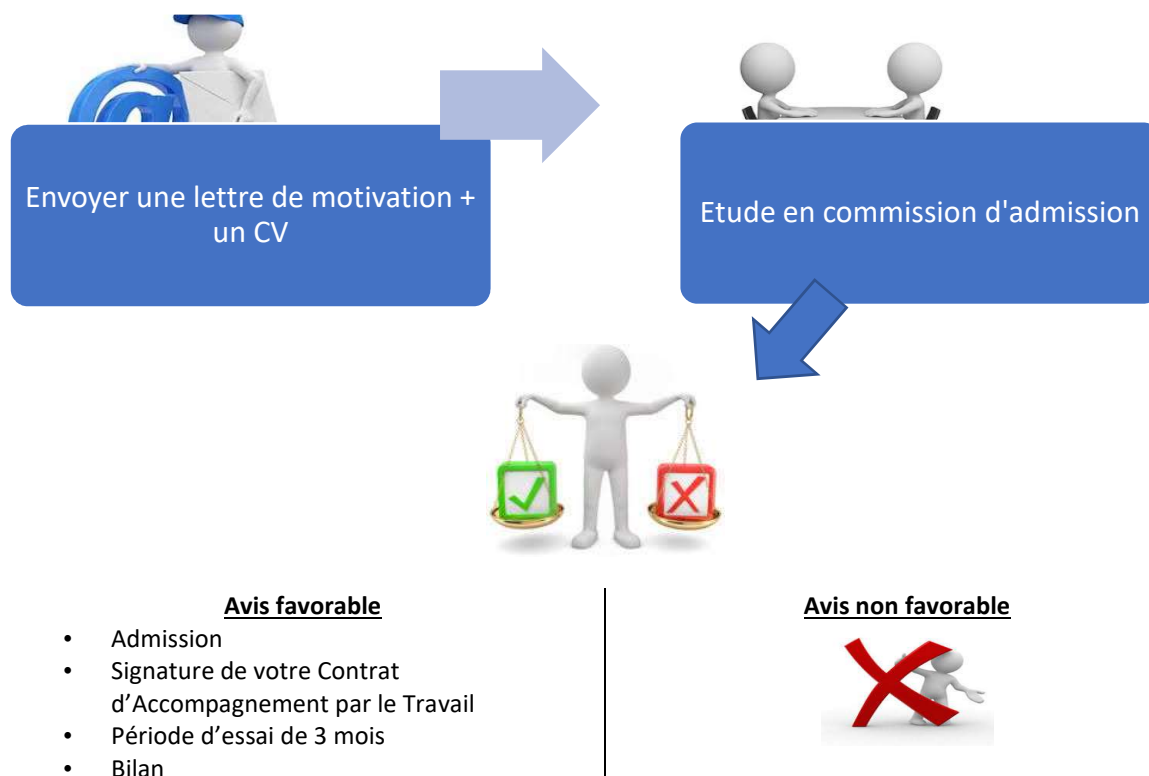 Envoyer une lettre de motivation +
un CV
Etude en commission d'admission
Avis favorable
• Admission
• Signature de votre Contrat
d’Accompagnement par le Travail
• Période d’essai de 3 mois
• Bilan
Avis non favorable